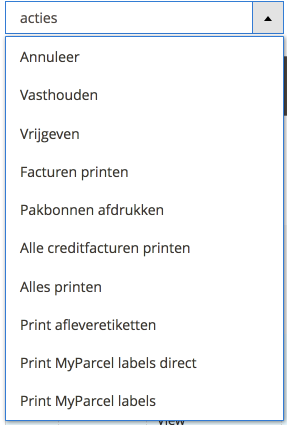 acties
Annuleer
Vasthouden
Vrijgeven
Facturen printen
Pakbonnen afdrukken
Alle creditfacturen printen
Alles printen
Print afleveretiketten
Print MyParcel labels direct
Print MyParcel labels
View